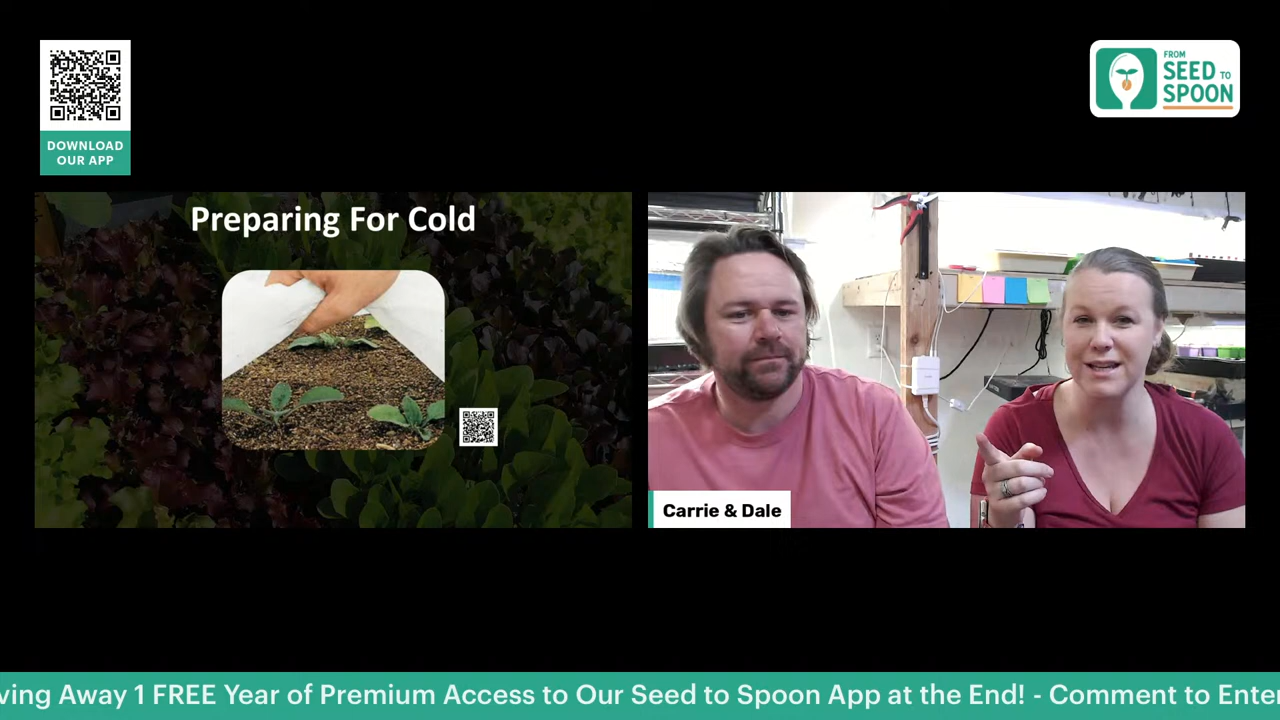 DOWNLOAD
OUR APP
FROM
SEED TO
SPOON
Preparing For Cold
Carrie & Dale
ving Away 1 FREE Year of Premium Access to Our Seed to Spoon App at the End! - Comment to Enter